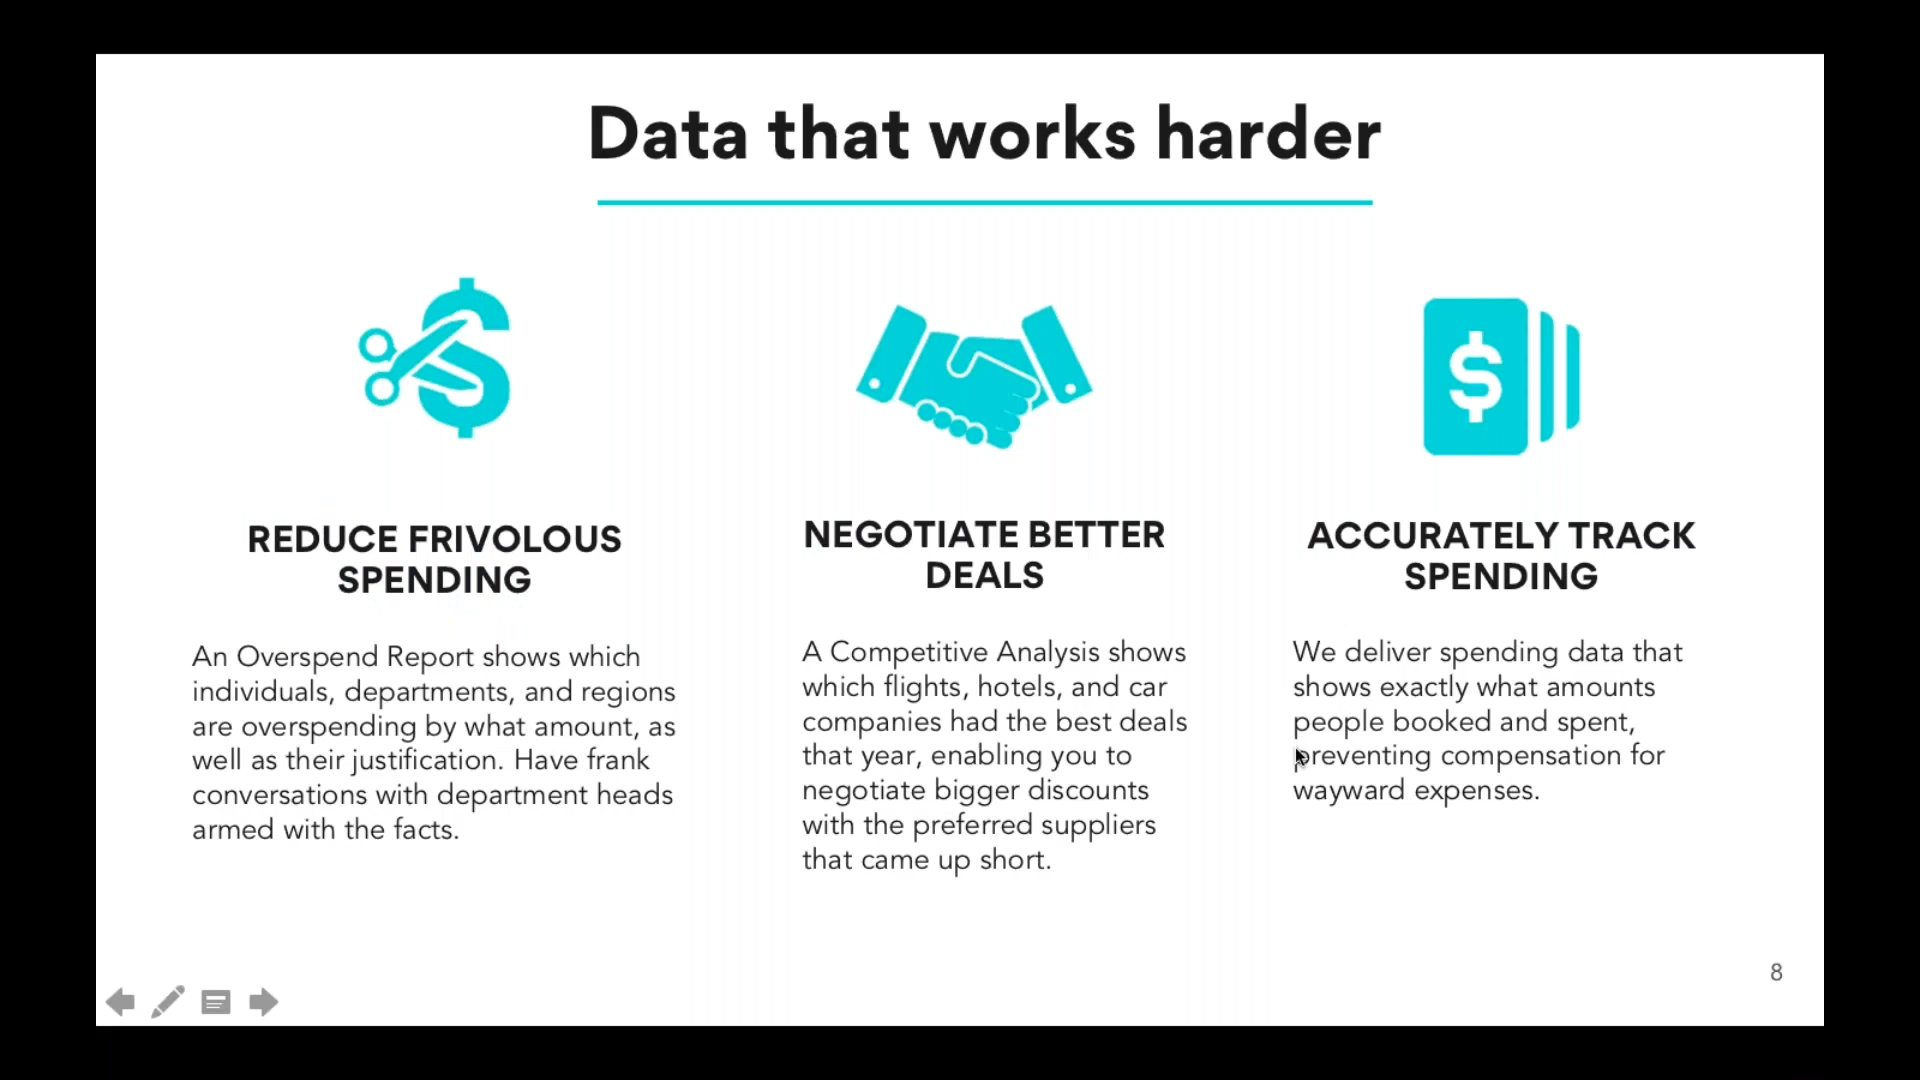 Data that works harder
REDUCE FRIVOLOUS
SPENDING
An Overspend Report shows which
individuals, departments, and regions
are overspending by what amount, as
well as their justification. Have frank
conversations with department heads
armed with the facts.
NEGOTIATE BETTER
DEALS
A Competitive Analysis shows
which flights, hotels, and car
companies had the best deals
that year, enabling you to
negotiate bigger discounts
with the preferred suppliers
that came up short.
ACCURATELY TRACK
SPENDING
We deliver spending data that
shows exactly what amounts
people booked and spent,
preventing compensation for
wayward expenses.
8